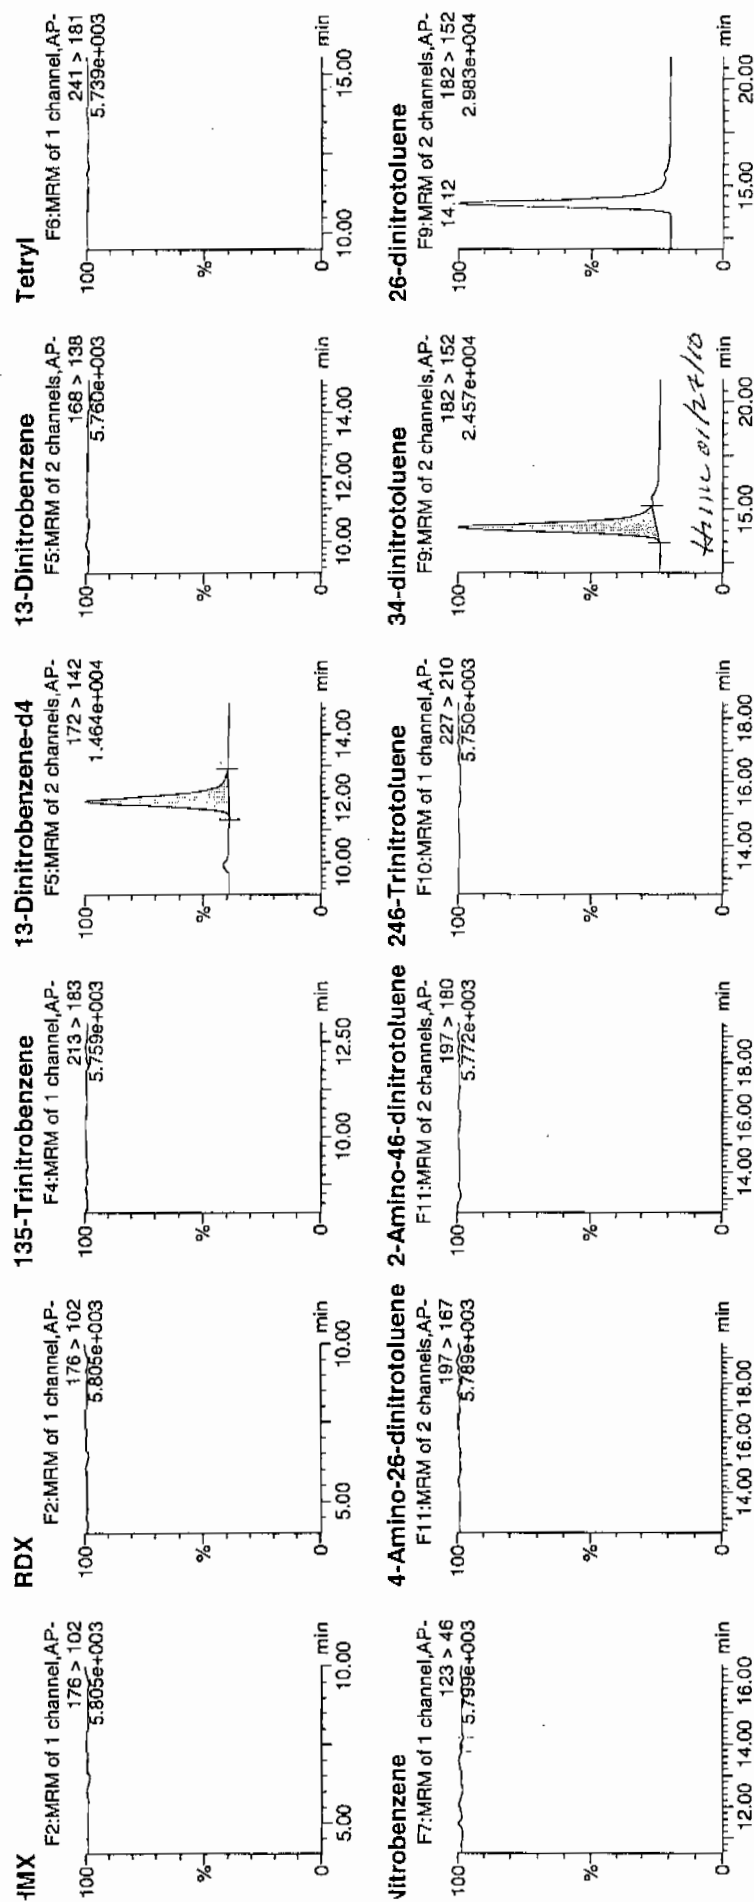 HMX
F2:MRM of 1 channel,AP-
176 > 102
5.805e+003
100
%
0
5.00 10.00 min
RDX
F2:MRM of 1 channel,AP-
176 > 102
5.805e+003
100
%
0
5.00 10.00 min
135-Trinitrobenzene
F4:MRM of 1 channel,AP-
213 > 183
5.759e+003
100
%
0
10.00 12.50 min
13-Dinitrobenzene-d4
F5:MRM of 2 channels,AP-
172 > 142
1.464e+004
100
%
0
10.00 12.00 14.00 min
13-Dinitrobenzene
F5:MRM of 2 channels,AP-
168 > 138
5.760e+003
100
%
0
10.00 12.00 14.00 min
Tetryl
F6:MRM of 1 channel,AP-
241 > 181
5.739e+003
100
%
0
10.00 15.00 min
Nitrobenzene
F7:MRM of 1 channel,AP-
123 > 46
5.799e+003
100
%
0
12.00 14.00 16.00 min
4-Amino-26-dinitrotoluene
F11:MRM of 2 channels,AP-
197 > 167
5.789e+003
100
%
0
14.00 16.00 18.00 min
2-Amino-46-dinitrotoluene
F11:MRM of 2 channels,AP-
197 > 180
5.772e+003
100
%
0
14.00 16.00 18.00 min
246-Trinitrotoluene
F10:MRM of 1 channel,AP-
227 > 210
5.750e+003
100
%
0
14.00 16.00 18.00 min
34-dinitrotoluene
F9:MRM of 2 channels,AP-
182 > 152
2.457e+004
100
%
01/27/10
0
15.00 20.00 min
26-dinitrotoluene
F9:MRM of 2 channels,AP-
14.12
182 > 152
2.983e+004
100
%
0
15.00 20.00 min